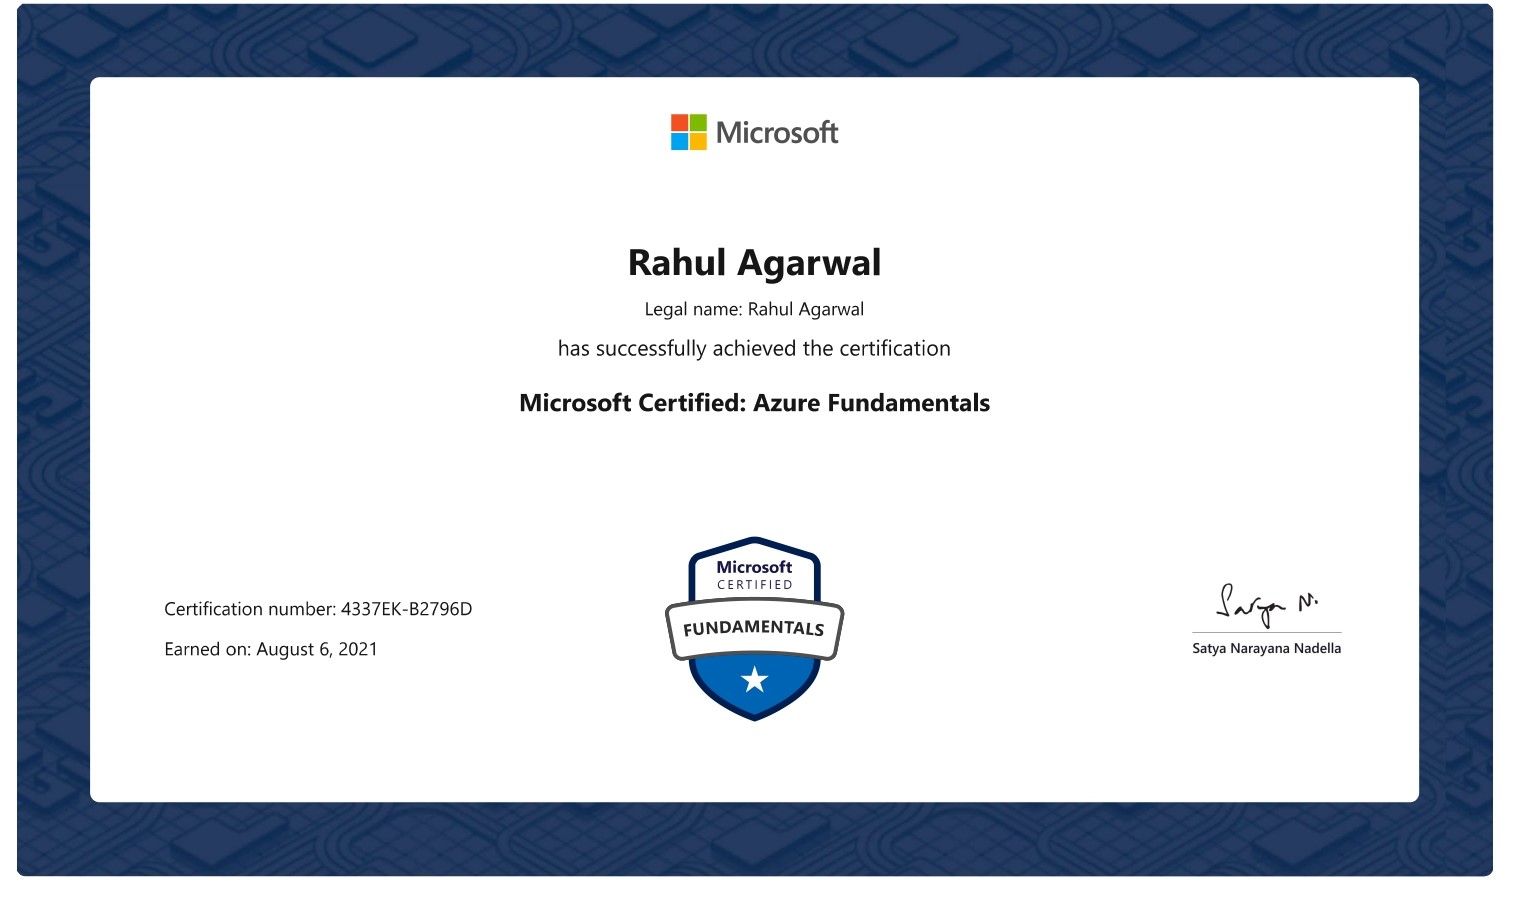 Microsoft
Rahul Agarwal
Legal name: Rahul Agarwal
has successfully achieved the certification
Microsoft Certified: Azure Fundamentals
Microsoft
CERTIFIED
FUNDAMENTALS
Certification number: 4337EK-B2796D
Earned on: August 6, 2021
Satya N.
Satya Narayana Nadella